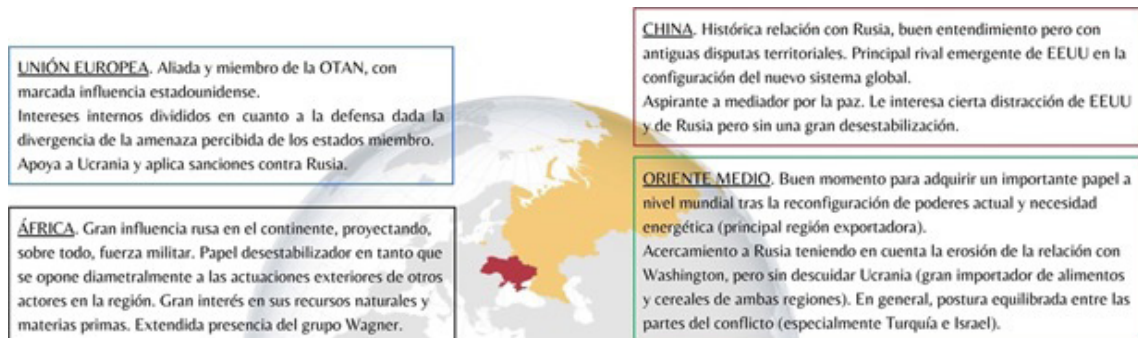 UNIÓN EUROPEA. Aliada y miembro de la OTAN, con
marcada influencia estadounidense.
Intereses internos divididos en cuanto a la defensa dada la
divergencia de la amenaza percibida de los estados miembro.
Apoya a Ucrania y aplica sanciones contra Rusia.
ÁFRICA. Gran influencia rusa en el continente, proyectando,
sobre todo, fuerza militar. Papel desestabilizador en tanto que
se opone diametralmente a las actuaciones exteriores de otros
actores en la región. Gran interés en sus recursos naturales y
materias primas. Extendida presencia del grupo Wagner.
CHINA. Histórica relación con Rusia, buen entendimiento pero con
antiguas disputas territoriales. Principal rival emergente de EEUU en la
configuración del nuevo sistema global.
Aspirante a mediador por la paz. Le interesa cierta distracción de EEUU
y de Rusia pero sin una gran desestabilización.
ORIENTE MEDIO. Buen momento para adquirir un importante papel a
nivel mundial tras la reconfiguración de poderes actual y necesidad
energética (principal región exportadora).
Acercamiento a Rusia teniendo en cuenta la erosión de la relación con
Washington, pero sin descuidar Ucrania (gran importador de alimentos
y cereales de ambas regiones). En general, postura equilibrada entre las
partes del conflicto (especialmente Turquía e Israel).